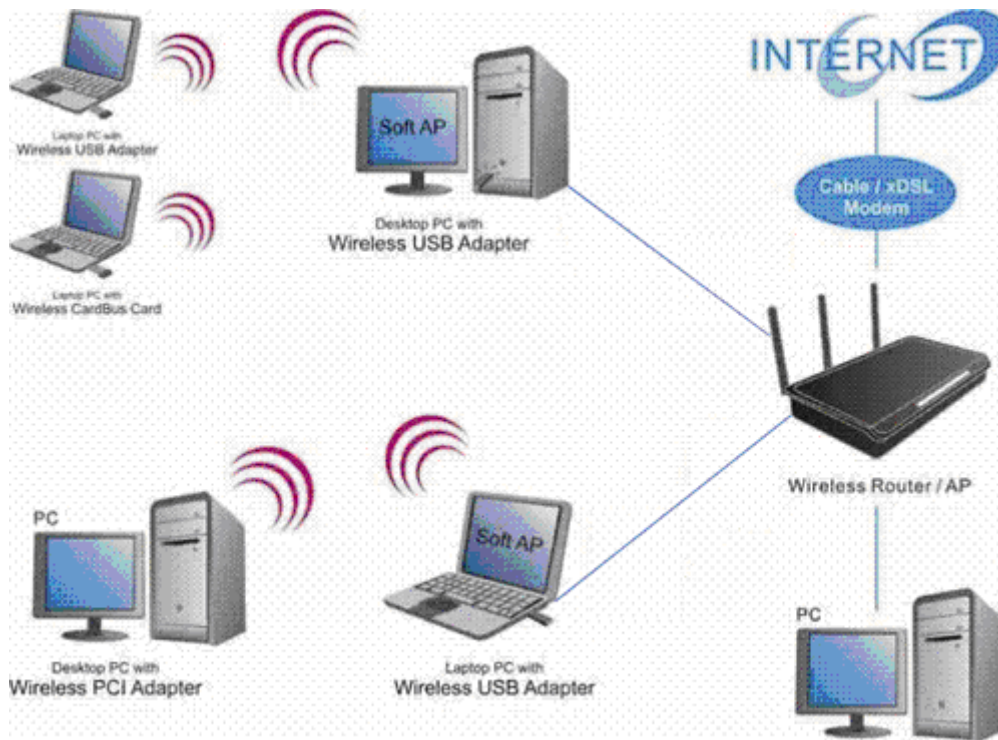 INTERNET
Soft AP
Laptop PC with
Wireless USB Adapter
Cable / xDSL
Modem
Desktop PC with
Wireless USB Adapter
Laptop PC with
Wireless CardBus Card
Wireless Router / AP
PC
Soft AP
PC
Desktop PC with
Wireless PCI Adapter
Laptop PC with
Wireless USB Adapter